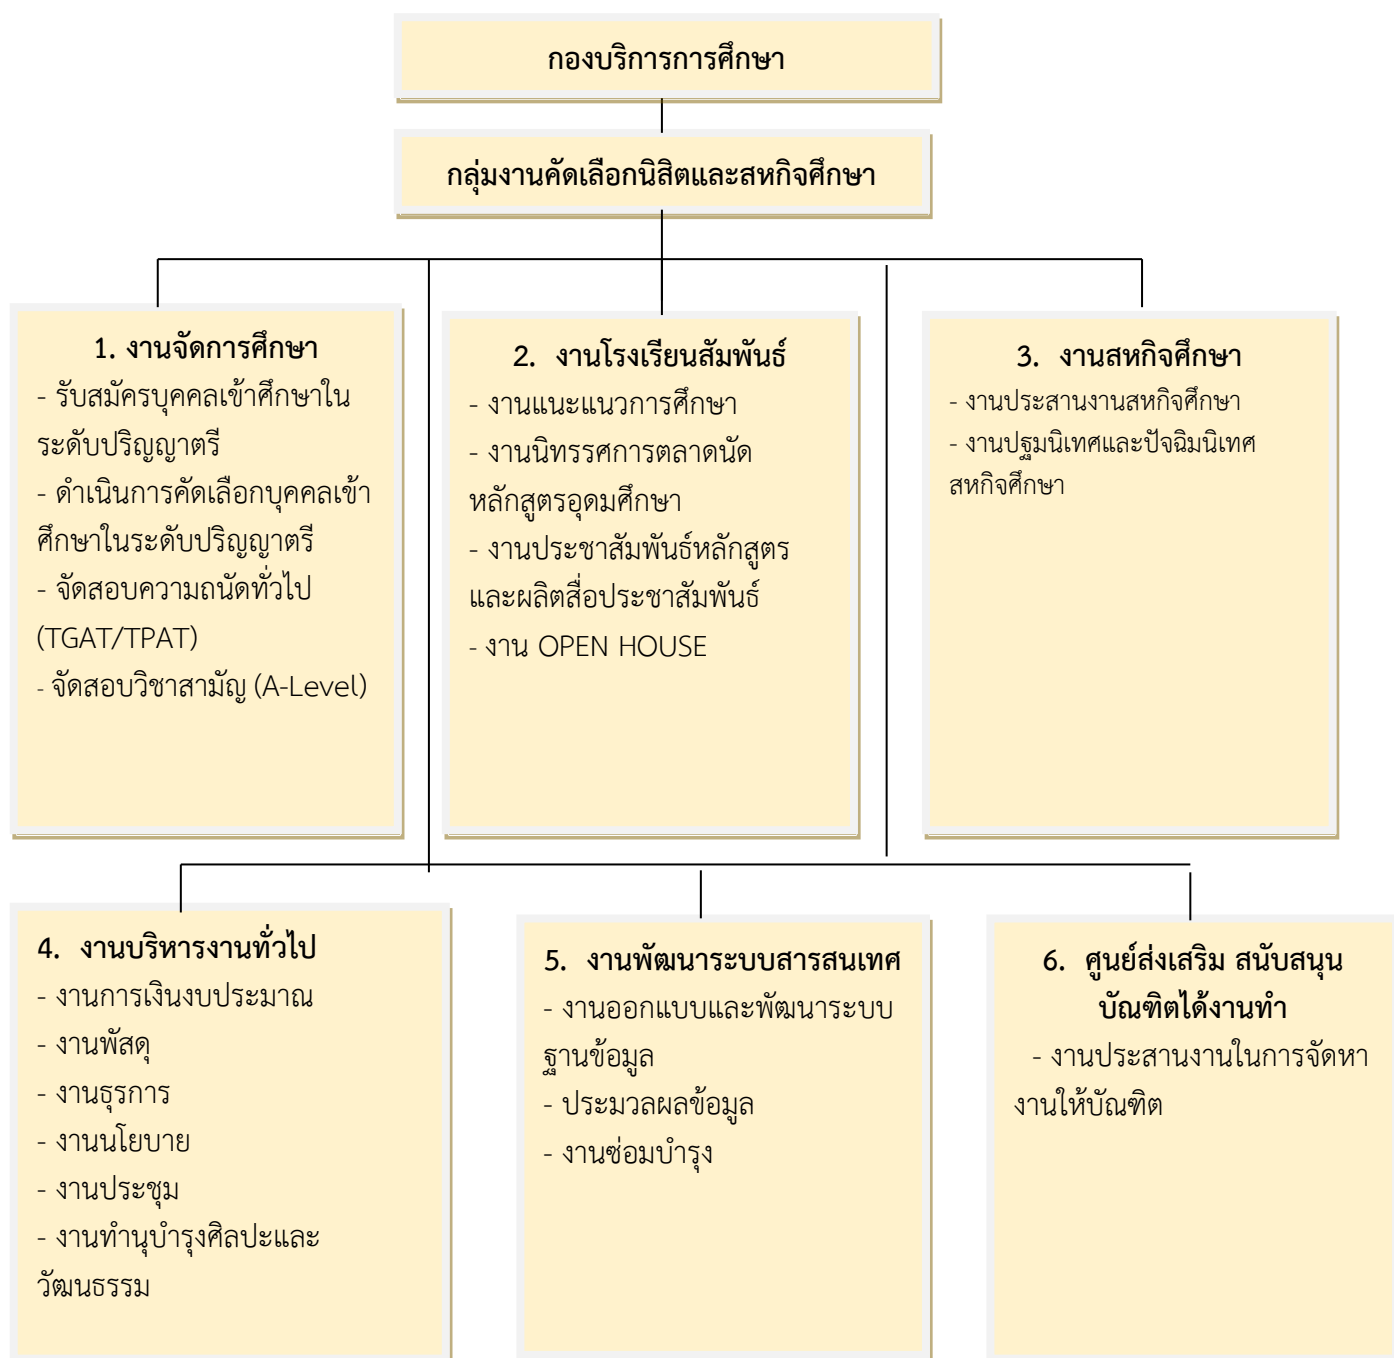 กองบริการการศึกษา
กลุ่มงานคัดเลือกนิสิตและสหกิจศึกษา
1. งานจัดการศึกษา
- รับสมัครบุคคลเข้าศึกษาใน
ระดับปริญญาตรี
- ดำเนินการคัดเลือกบุคคลเข้า
ศึกษาในระดับปริญญาตรี
- จัดสอบความถนัดทั่วไป
(TGAT/TPAT)
- จัดสอบวิชาสามัญ (A-Level)
2. งานโรงเรียนสัมพันธ์
- งานแนะแนวการศึกษา
- งานนิทรรศการตลาดนัด
หลักสูตรอุดมศึกษา
- งานประชาสัมพันธ์หลักสูตร
และผลิตสื่อประชาสัมพันธ์
- งาน OPEN HOUSE
3. งานสหกิจศึกษา
- งานประสานงานสหกิจศึกษา
- งานปฐมนิเทศและปัจฉิมนิเทศ
สหกิจศึกษา
4. งานบริหารงานทั่วไป
- งานการเงินงบประมาณ
- งานพัสดุ
- งานธุรการ
- งานนโยบาย
- งานประชุม
- งานทำนุบำรุงศิลปะและ
วัฒนธรรม
5. งานพัฒนาระบบสารสนเทศ
- งานออกแบบและพัฒนาระบบ
ฐานข้อมูล
- ประมวลผลข้อมูล
- งานซ่อมบำรุง
6. ศูนย์ส่งเสริม สนับสนุน
บัณฑิตได้งานทำ
- งานประสานงานในการจัดหา
งานให้บัณฑิต